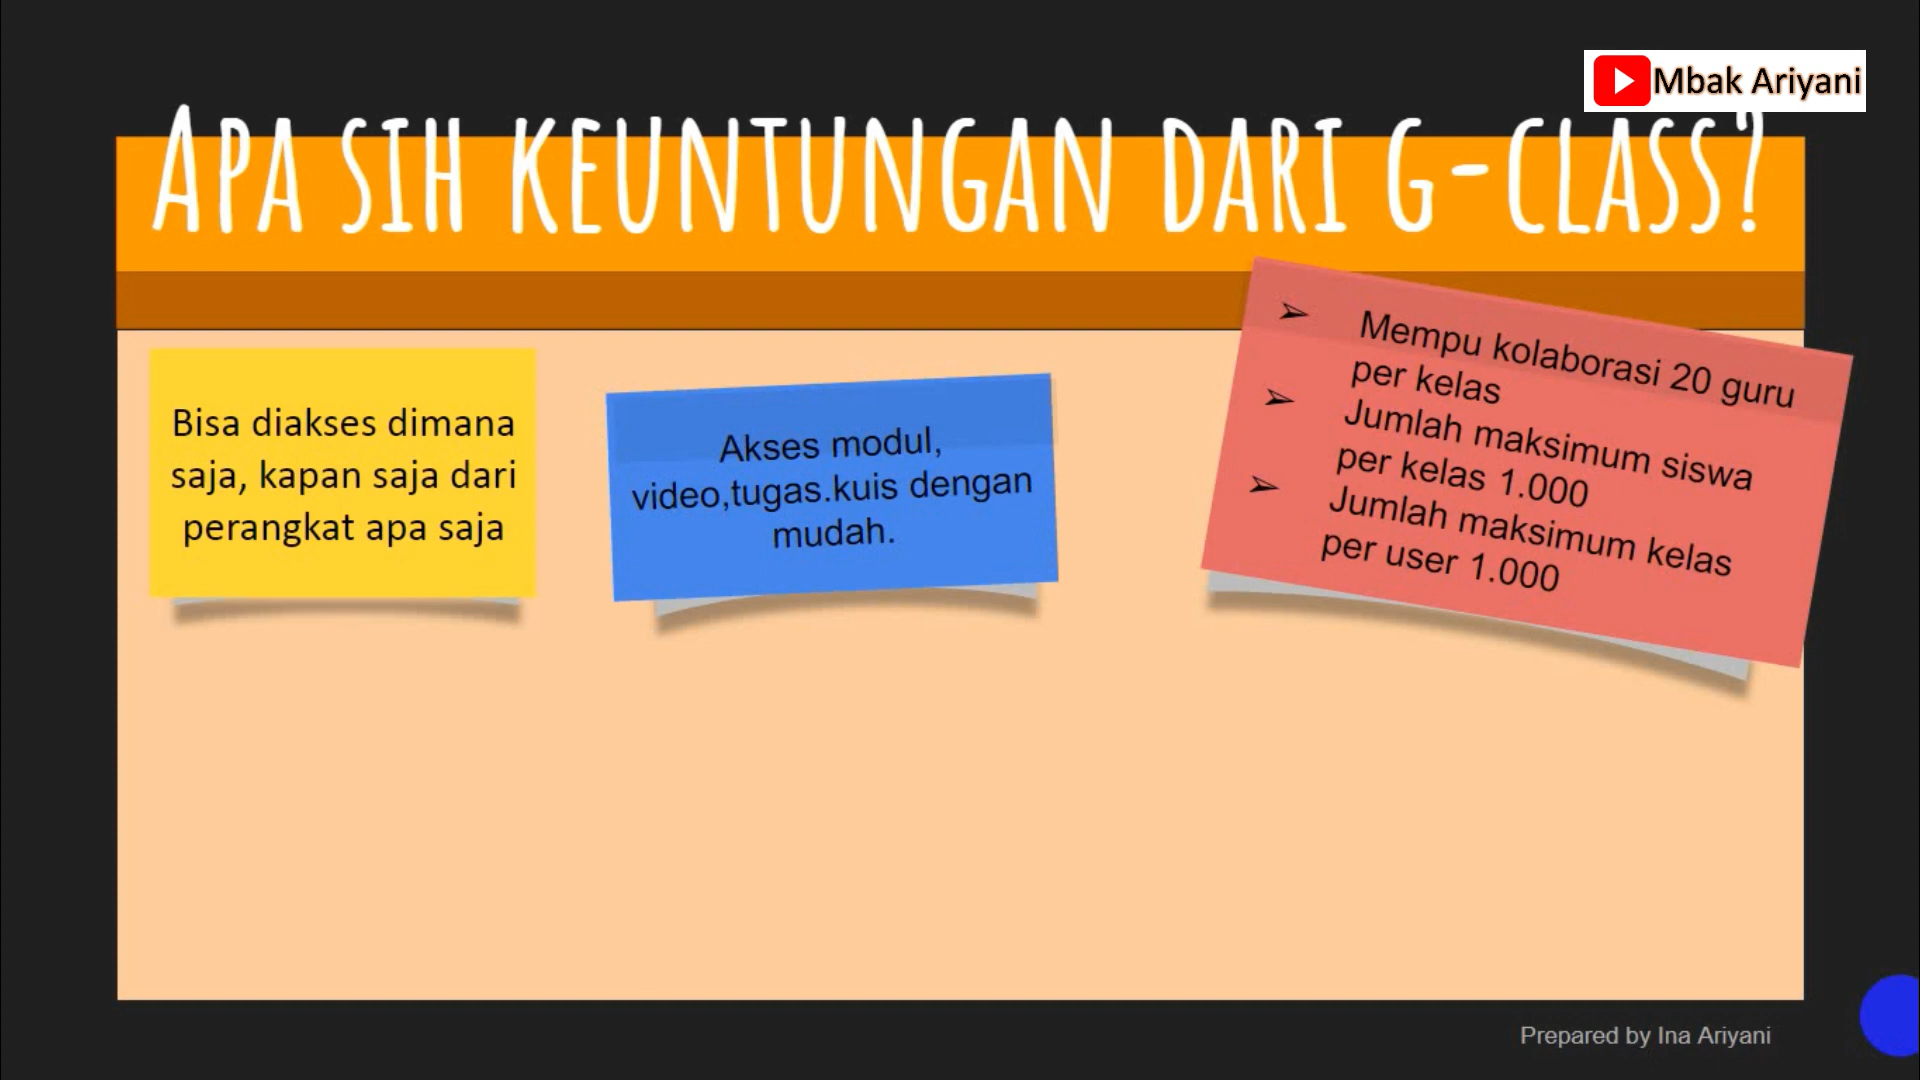 Mbak Ariyani
APA SIH KEUNTUNGAN DARI G-CLASS?
Bisa diakses dimana
saja, kapan saja dari
perangkat apa saja
Akses modul,
video,tugas.kuis dengan
mudah.
➢ Mempu kolaborasi 20 guru
per kelas
➢ Jumlah maksimum siswa
per kelas 1.000
➢ Jumlah maksimum kelas
per user 1.000
Prepared by Ina Ariyani